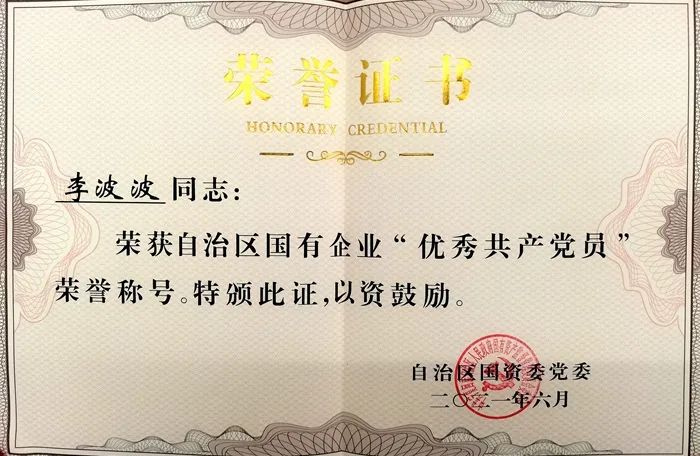 荣誉证书
HONORARY CREDENTIAL
李波波同志：
荣获自治区国有企业“优秀共产党员”
荣誉称号。特颁此证，以资鼓励。
自治区国资委党委
二〇二一年六月